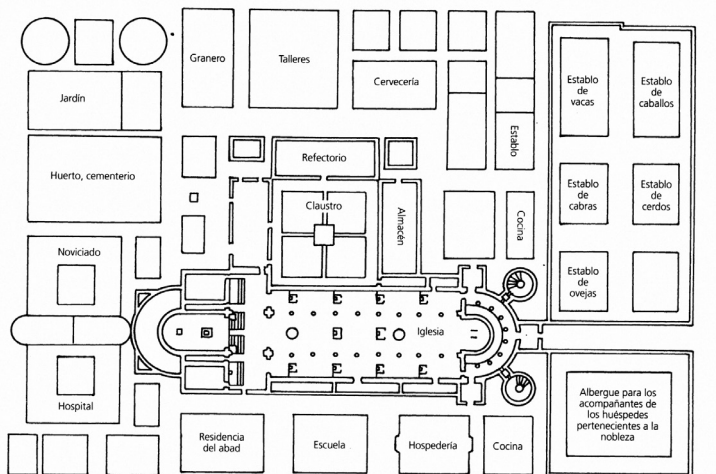 Granero
Talleres
Cervecería
Jardín
Establo
Establo
de
vacas
Establo
de
caballos
Refectorio
Huerto, cementerio
Claustro
Almacén
Cocina
Establo
de
cabras
Establo
de
cerdos
Noviciado
Establo
de
ovejas
Iglesia
Hospital
Residencia
del abad
Escuela
Hospedería
Cocina
Albergue para los
acompañantes de
los huéspedes
pertenecientes a la
nobleza